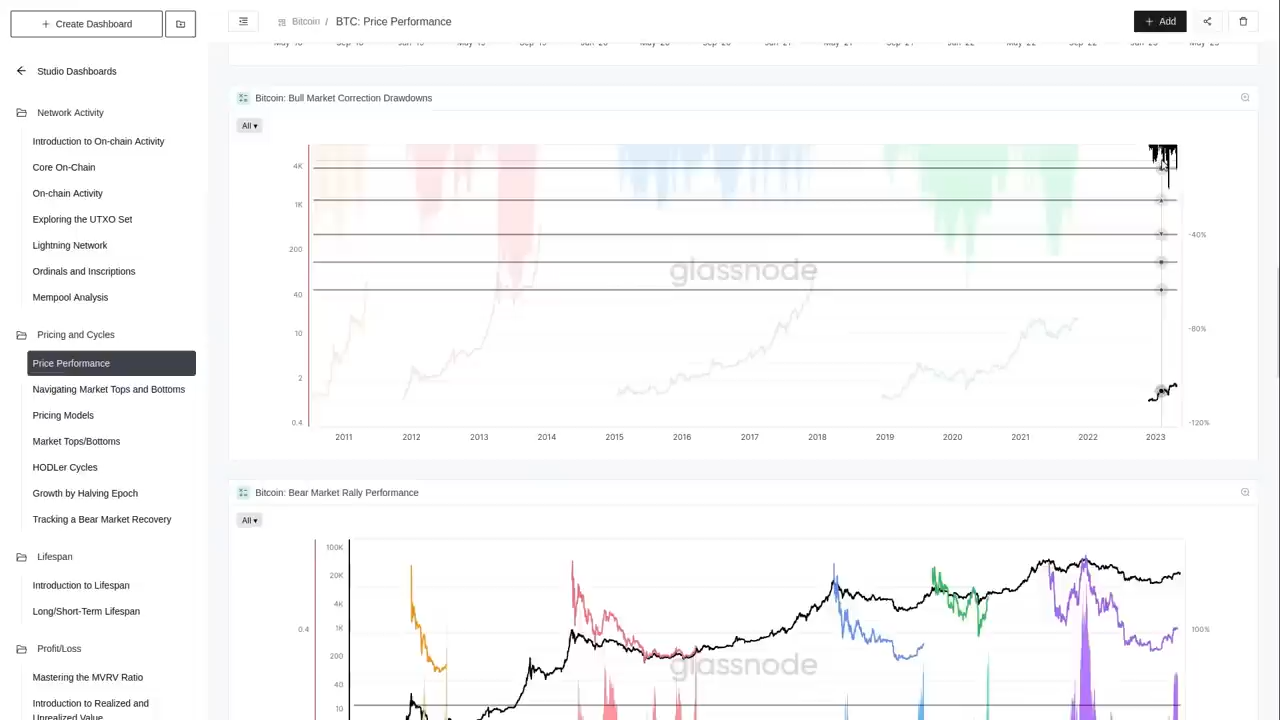 + Create Dashboard
Bitcoin / BTC: Price Performance
+ Add
Studio Dashboards
Network Activity
Introduction to On-chain Activity
Core On-Chain
On-chain Activity
Exploring the UTXO Set
Lightning Network
Ordinals and Inscriptions
Mempool Analysis
Pricing and Cycles
Price Performance
Navigating Market Tops and Bottoms
Pricing Models
Market Tops/Bottoms
HODLer Cycles
Growth by Halving Epoch
Tracking a Bear Market Recovery
Lifespan
Introduction to Lifespan
Long/Short-Term Lifespan
Profit/Loss
Mastering the MVRV Ratio
Introduction to Realized and
Unrealized Value
Bitcoin: Bull Market Correction Drawdowns
All ▾
4K
1K
200
-40%
glassnode
40
10
-80%
2
0.4
-120%
2011 2012 2013 2014 2015 2016 2017 2018 2019 2020 2021 2022 2023
Bitcoin: Bear Market Rally Performance
All ▾
100K
20K
4K
0.4
1K
100%
200
glassnode
40
10